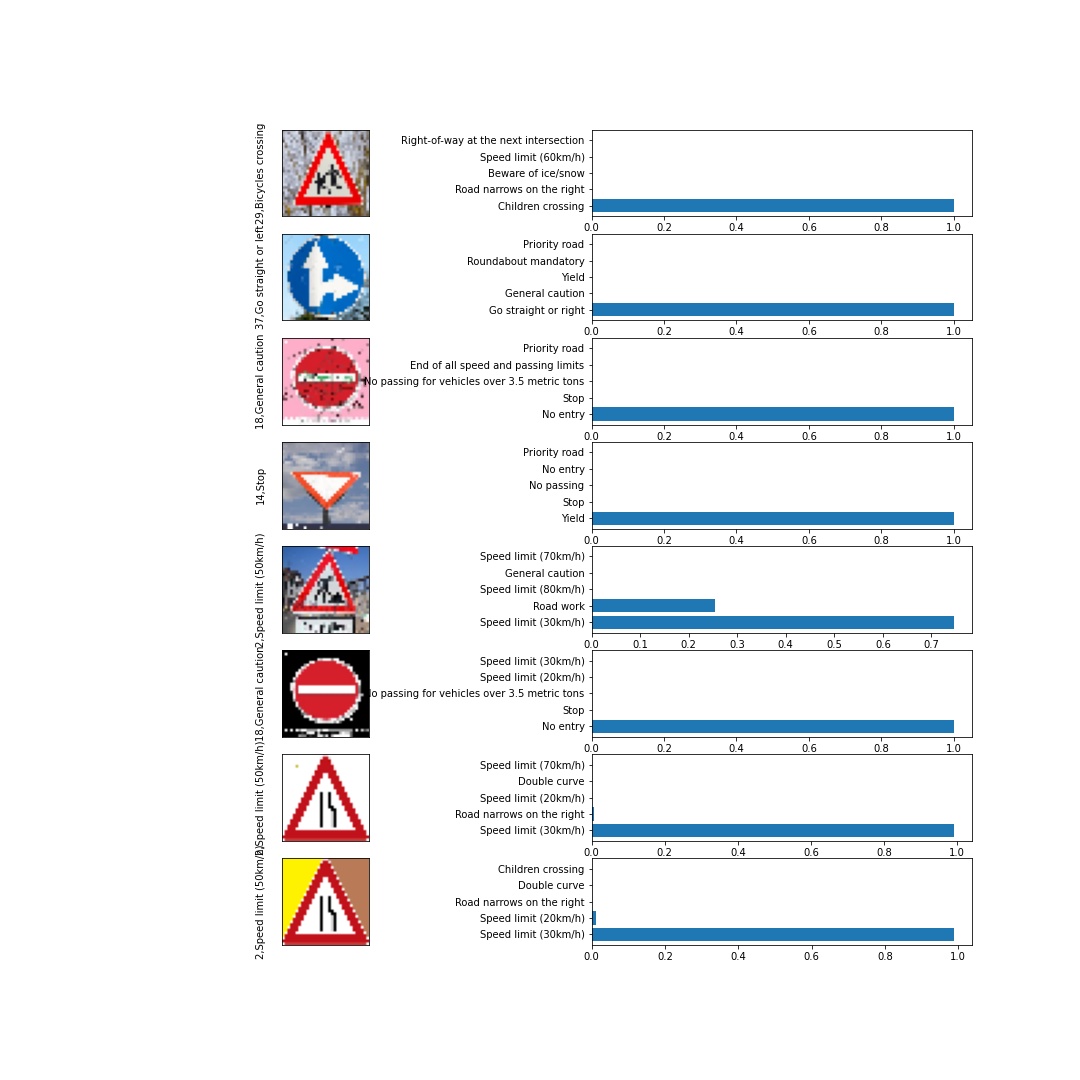 29,Bicycles crossing
Right-of-way at the next intersection
Speed limit (60km/h)
Beware of ice/snow
Road narrows on the right
Children crossing
0.0 0.2 0.4 0.6 0.8 1.0
37,Go straight or left
Priority road
Roundabout mandatory
Yield
General caution
Go straight or right
0.0 0.2 0.4 0.6 0.8 1.0
18,General caution
Priority road
End of all speed and passing limits
No passing for vehicles over 3.5 metric tons
Stop
No entry
0.0 0.2 0.4 0.6 0.8 1.0
14,Stop
Priority road
No entry
No passing
Stop
Yield
0.0 0.2 0.4 0.6 0.8 1.0
2,Speed limit (50km/h)
Speed limit (70km/h)
General caution
Speed limit (80km/h)
Road work
Speed limit (30km/h)
0.0 0.1 0.2 0.3 0.4 0.5 0.6 0.7
18,General caution
Speed limit (30km/h)
Speed limit (20km/h)
No passing for vehicles over 3.5 metric tons
Stop
No entry
0.0 0.2 0.4 0.6 0.8 1.0
2,Speed limit (50km/h)
Speed limit (70km/h)
Double curve
Speed limit (20km/h)
Road narrows on the right
Speed limit (30km/h)
0.0 0.2 0.4 0.6 0.8 1.0
2,Speed limit (50km/h)
Children crossing
Double curve
Road narrows on the right
Speed limit (20km/h)
Speed limit (30km/h)
0.0 0.2 0.4 0.6 0.8 1.0